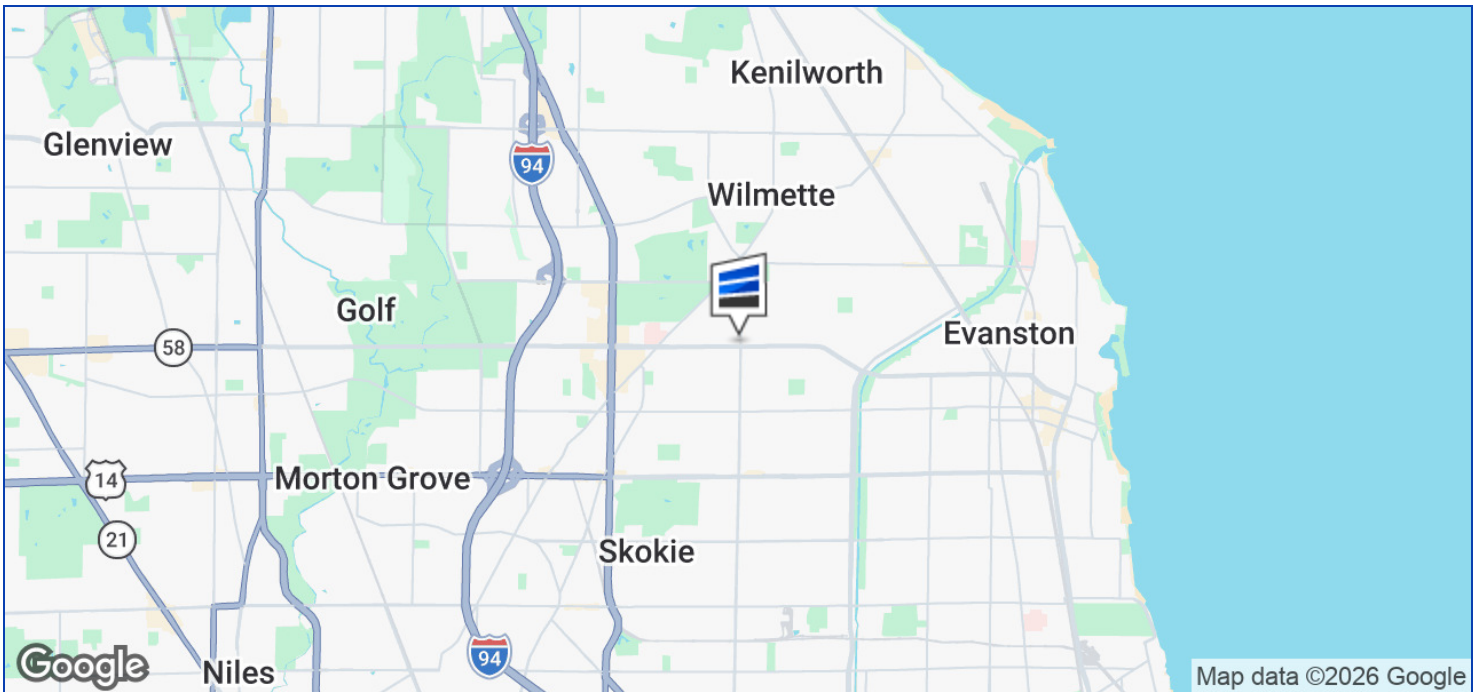 Kenilworth
Glenview
94
Wilmette
Golf
Evanston
58
Morton Grove
14
21
Skokie
94
Google
Niles
Map data ©2026 Google